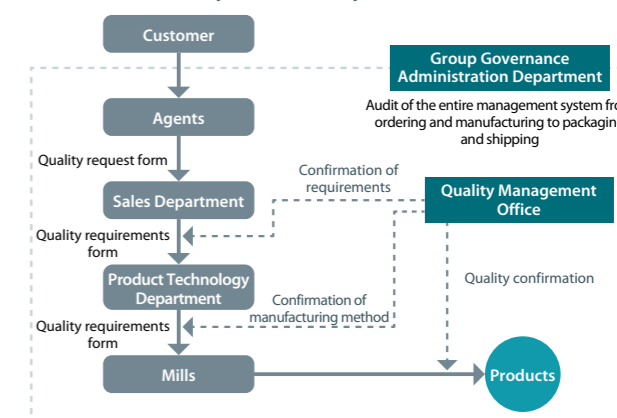 Customer
Group Governance
Administration Department
Agents
Audit of the entire management system
ordering and manufacturing to
and shipping
Quality request form
Confirmation of
requirements
Sales Department
Quality Management
Office
Quality requirements
form
Product Technology
Department
Quality confirmation
Confirmation of
manufacturing method
Quality requirements
form
Mills
Products